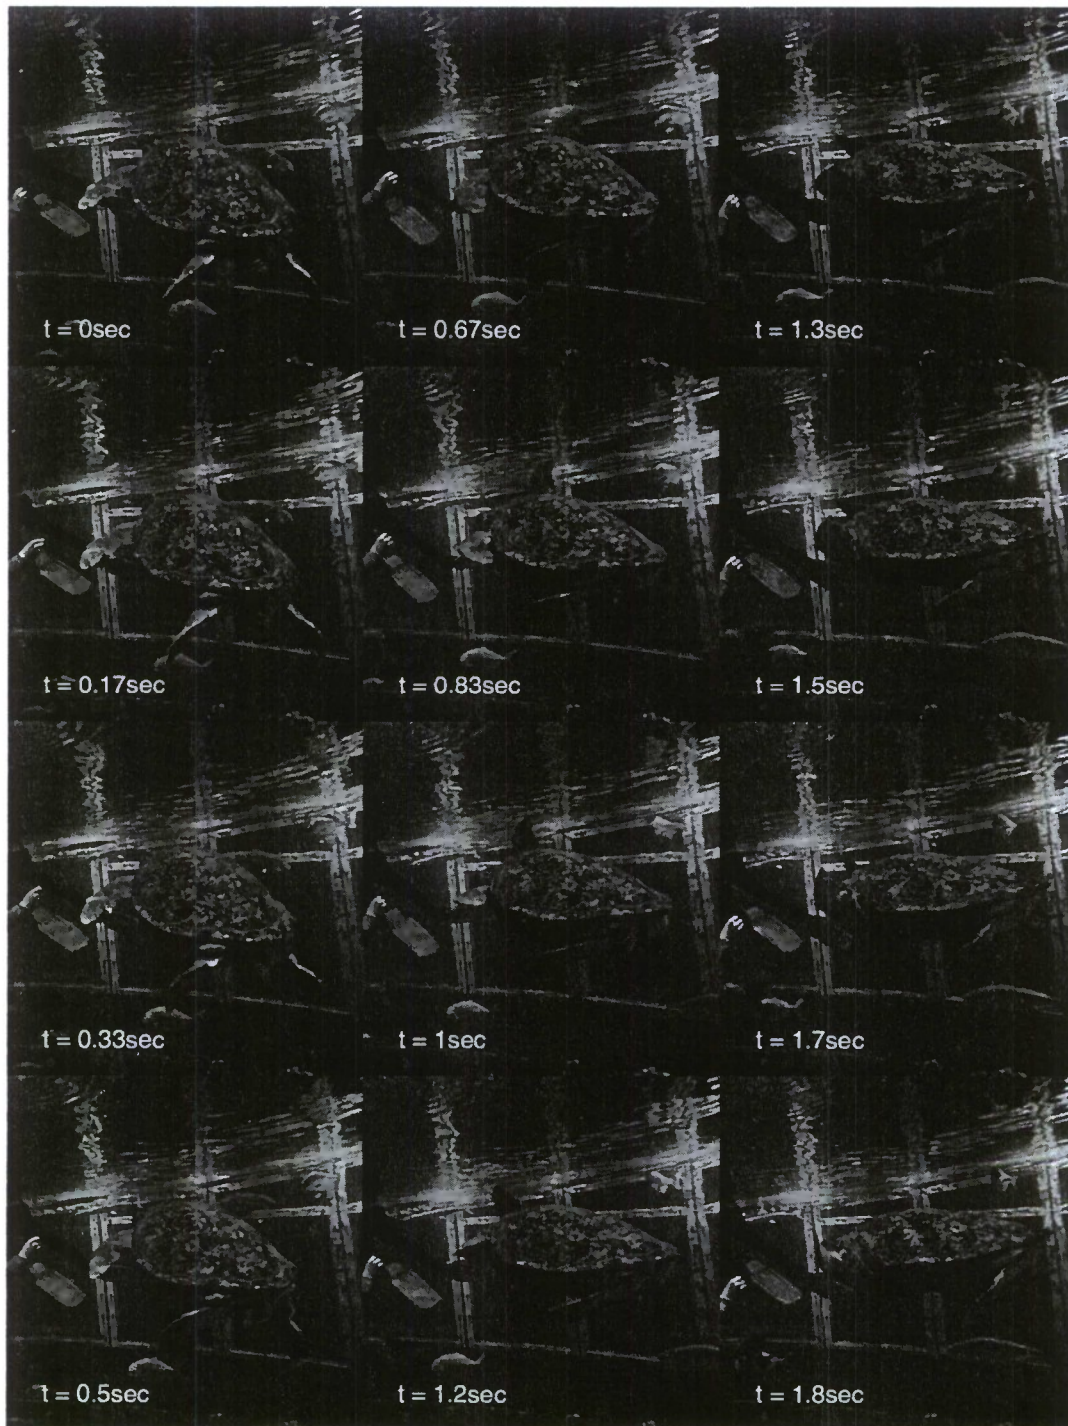 t = 0sec
t = 0.67sec
t = 1.3sec
t = 0.17sec
t = 0.83sec
t = 1.5sec
t = 0.33sec
t = 1sec
t = 1.7sec
t = 0.5sec
t = 1.2sec
t = 1.8sec